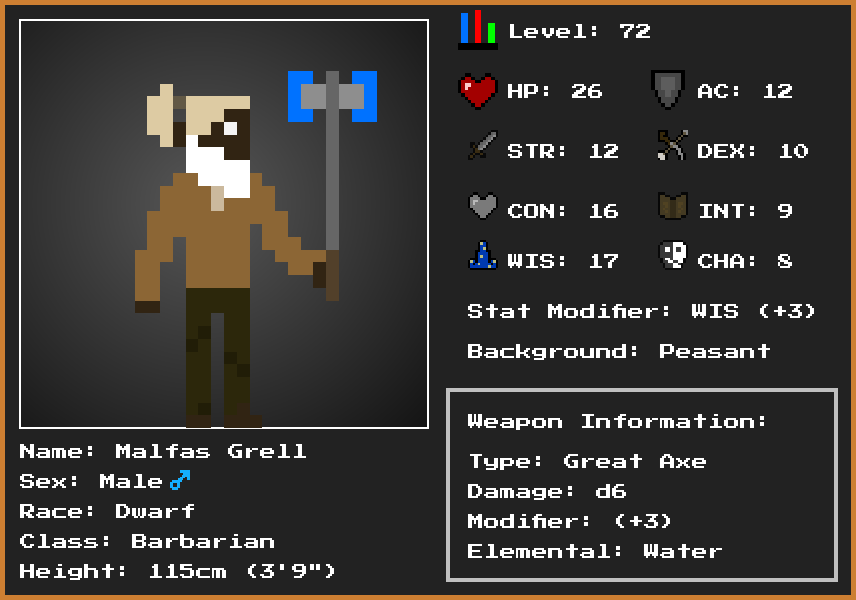 Level: 72
HP: 26
AC: 12
STR: 12
DEX: 10
CON: 16
INT: 9
WIS: 17
CHA: 8
Stat Modifier: WIS (+3)
Background: Peasant
Weapon Information:
Type: Great Axe
Damage: d6
Modifier: (+3)
Elemental: Water
Name: Malfas Grell
Sex: Male♂
Race: Dwarf
Class: Barbarian
Height: 115cm (3'9")